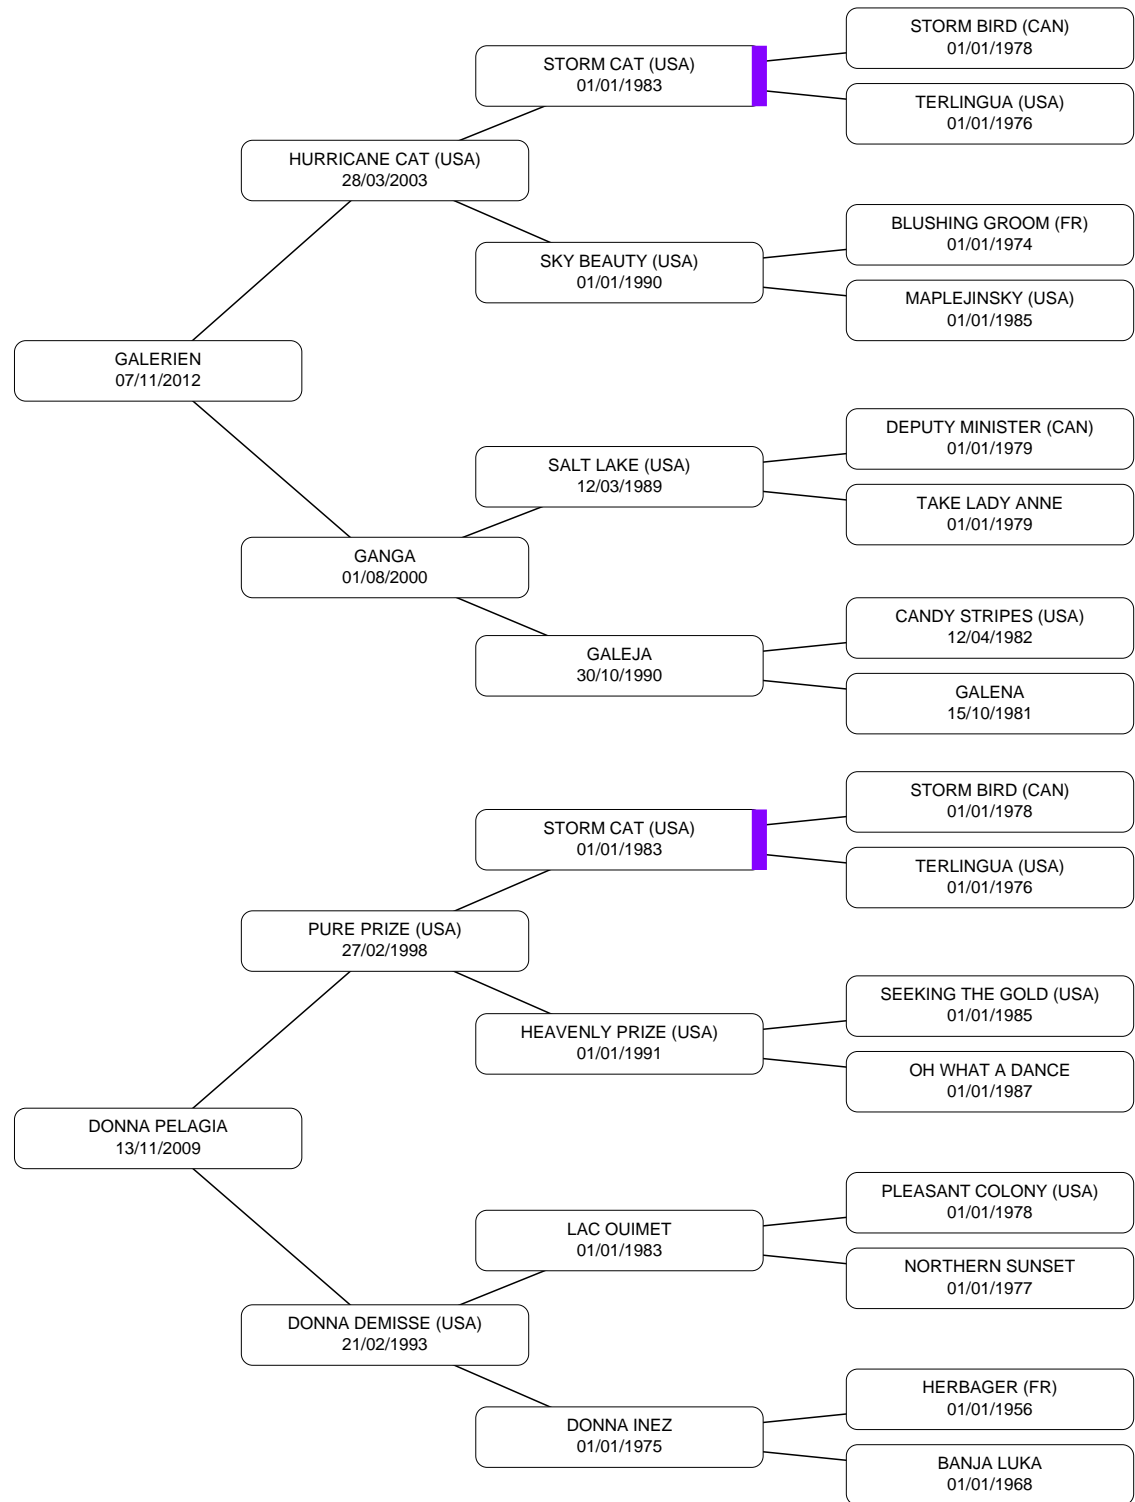 STORM BIRD (CAN)
01/01/1978
STORM CAT (USA)
01/01/1983
TERLINGUA (USA)
01/01/1976
HURRICANE CAT (USA)
28/03/2003
BLUSHING GROOM (FR)
01/01/1974
SKY BEAUTY (USA)
01/01/1990
MAPLEJINSKY (USA)
01/01/1985
GALERIEN
07/11/2012
DEPUTY MINISTER (CAN)
01/01/1979
SALT LAKE (USA)
12/03/1989
TAKE LADY ANNE
01/01/1979
GANGA
01/08/2000
CANDY STRIPES (USA)
12/04/1982
GALEJA
30/10/1990
GALENA
15/10/1981
STORM BIRD (CAN)
01/01/1978
STORM CAT (USA)
01/01/1983
TERLINGUA (USA)
01/01/1976
PURE PRIZE (USA)
27/02/1998
SEEKING THE GOLD (USA)
01/01/1985
HEAVENLY PRIZE (USA)
01/01/1991
OH WHAT A DANCE
01/01/1987
DONNA PELAGIA
13/11/2009
PLEASANT COLONY (USA)
01/01/1978
LAC OUIMET
01/01/1983
NORTHERN SUNSET
01/01/1977
DONNA DEMISSE (USA)
21/02/1993
HERBAGER (FR)
01/01/1956
DONNA INEZ
01/01/1975
BANJA LUKA
01/01/1968